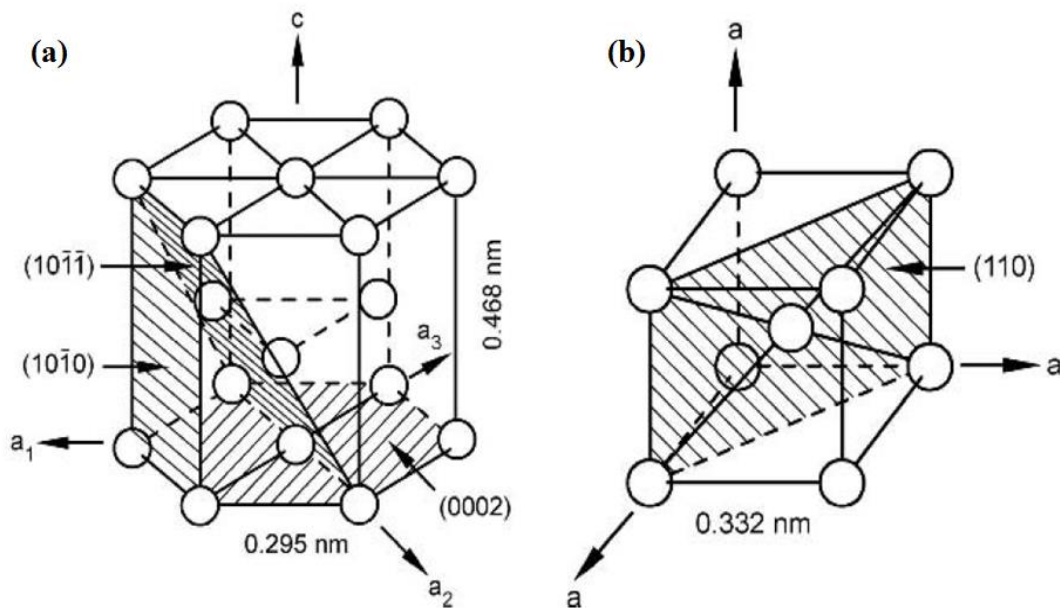 (a)
c
(101̄1̄)
(101̄0)
a₁
a₂
a₃
0.468 nm
(0002)
0.295 nm
(b)
a
(110)
a
a
0.332 nm